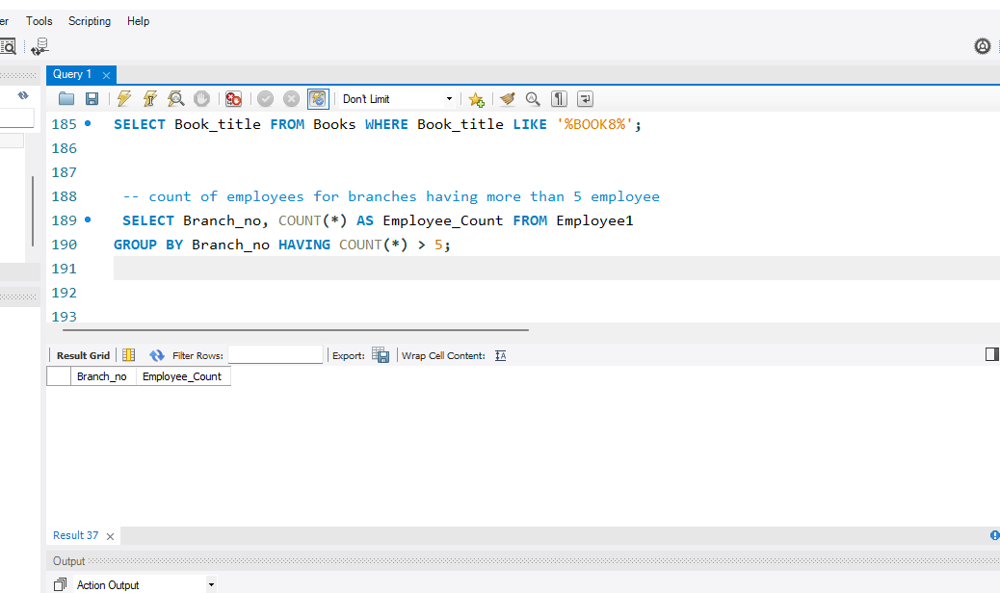 er Tools Scripting Help
Query 1
Don't Limit
185 SELECT Book_title FROM Books WHERE Book_title LIKE '%BOOK8%';
186
187
188 -- count of employees for branches having more than 5 employee
189 SELECT Branch_no, COUNT(*) AS Employee_Count FROM Employee1
190 GROUP BY Branch_no HAVING COUNT(*) > 5;
191
192
193
Result Grid Filter Rows: Export: Wrap Cell Content:
Branch_no Employee_Count
Result 37
Output
Action Output